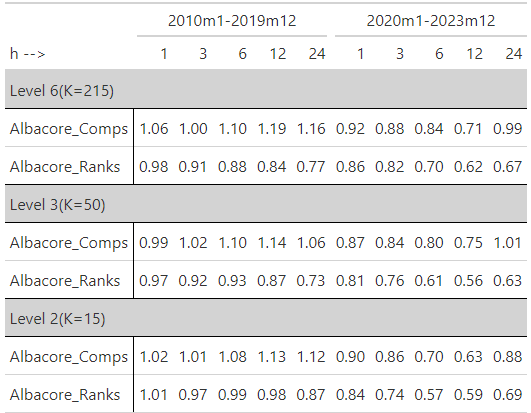 2010m1-2019m12 2020m1-2023m12
h --> 1 3 6 12 24 1 3 6 12 24
Level 6(K=215)
Albacore_Comps 1.06 1.00 1.10 1.19 1.16 0.92 0.88 0.84 0.71 0.99
Albacore_Ranks 0.98 0.91 0.88 0.84 0.77 0.86 0.82 0.70 0.62 0.67
Level 3(K=50)
Albacore_Comps 0.99 1.02 1.10 1.14 1.06 0.87 0.84 0.80 0.75 1.01
Albacore_Ranks 0.97 0.92 0.93 0.87 0.73 0.81 0.76 0.61 0.56 0.63
Level 2(K=15)
Albacore_Comps 1.02 1.01 1.08 1.13 1.12 0.90 0.86 0.70 0.63 0.88
Albacore_Ranks 1.01 0.97 0.99 0.98 0.87 0.84 0.74 0.57 0.59 0.69